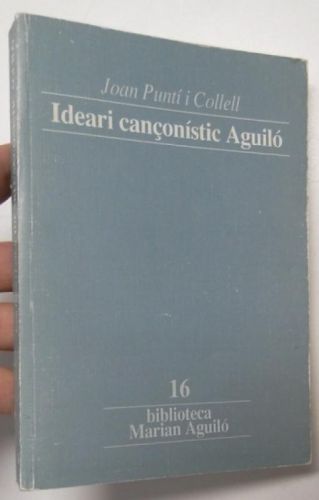 Joan Puntí i Collell
Ideari cançonístic Aguiló
16
biblioteca
Marian Aguiló